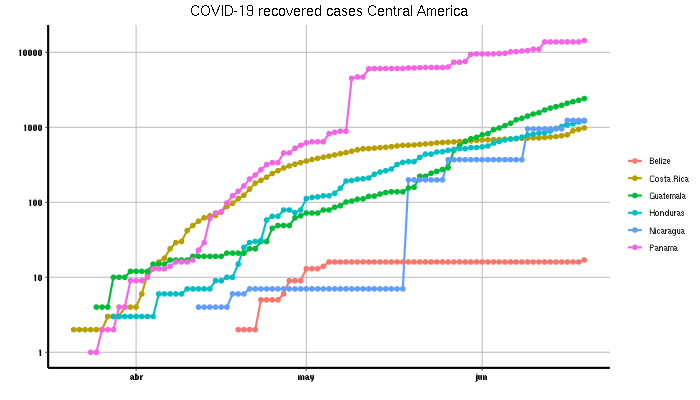 COVID-19 recovered cases Central America
10000
1000
100
10
1
abr
may
jun
Belize
Costa.Rica
Guatemala
Honduras
Nicaragua
Panama